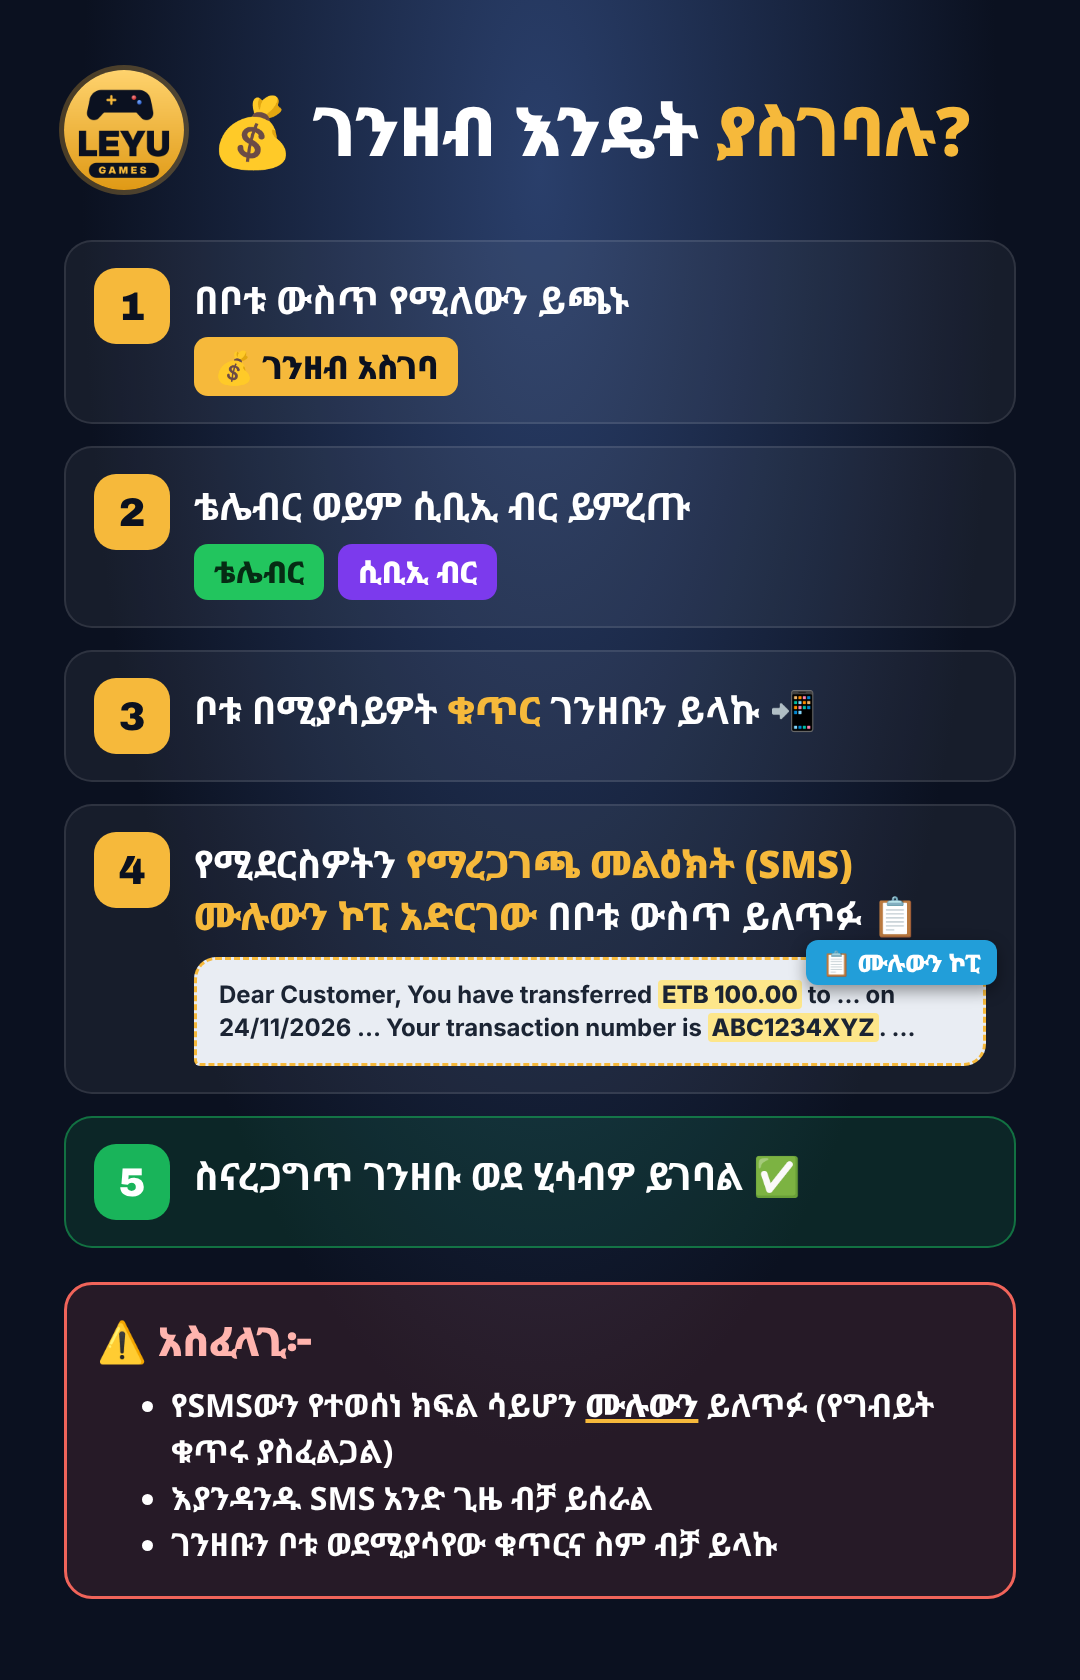 LEYU
GAMES
💰 ገንዘብ እንዴት ያስገባሉ?
1
በቦቱ ውስጥ የሚለውን ይጫኑ
💰 ገንዘብ አስገባ
2
ቴሌብር ወይም ሲቢኢ ብር ይምረጡ
ቴሌብር ሲቢኢ ብር
3
ቦቱ በሚያሳይዎት ቁጥር ገንዘቡን ይላኩ 📲
4
የሚደርስዎትን የማረጋገጫ መልዕክት (SMS)
ሙሉውን ኮፒ አድርገው በቦቱ ውስጥ ይለጥፉ 📋
📋 ሙሉውን ኮፒ
Dear Customer, You have transferred ETB 100.00 to ... on
24/11/2026 ... Your transaction number is ABC1234XYZ. ...
5
ስናረጋግጥ ገንዘቡ ወደ ሂሳብዎ ይገባል ✅
⚠️ አስፈላጊ፦
• የSMSውን የተወሰነ ክፍል ሳይሆን ሙሉውን ይለጥፉ (የግብይት
ቁጥሩ ያስፈልጋል)
• እያንዳንዱ SMS አንድ ጊዜ ብቻ ይሰራል
• ገንዘቡን ቦቱ ወደሚያሳየው ቁጥርና ስም ብቻ ይላኩ